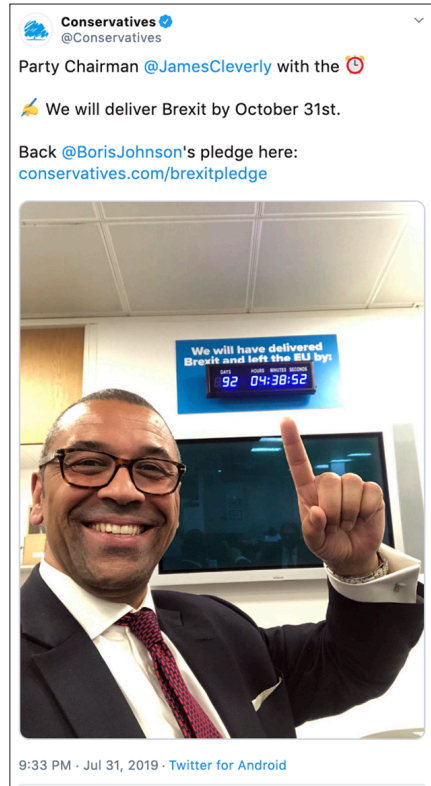 Conservatives
@Conservatives
Party Chairman @JamesCleverly with the ⏰
✍️ We will deliver Brexit by October 31st.
Back @BorisJohnson's pledge here:
conservatives.com/brexitpledge
We will have delivered
Brexit and left the EU by:
DAYS HOURS MINUTES SECONDS
92 04:38:52
9:33 PM · Jul 31, 2019 · Twitter for Android